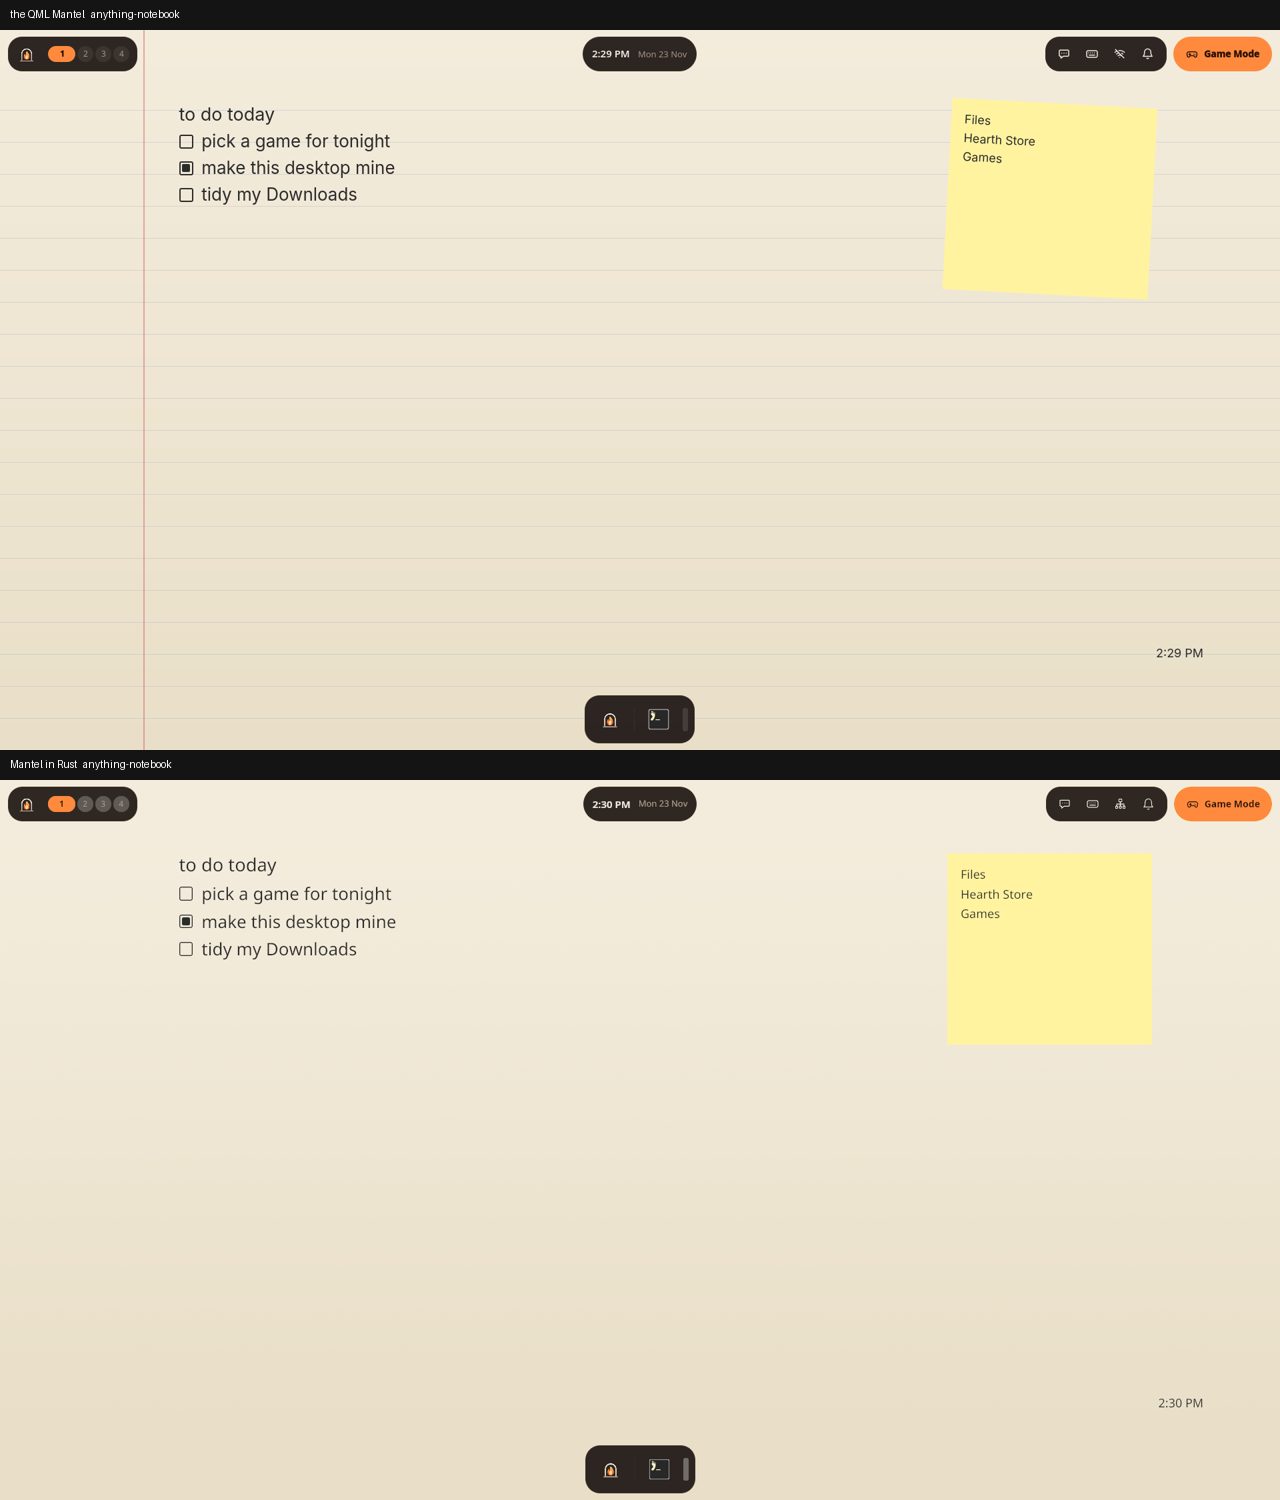 the QML Mantel anything-notebook
1 2 3 4
2:29 PM Mon 23 Nov
Game Mode
to do today
pick a game for tonight
make this desktop mine
tidy my Downloads
Files
Hearth Store
Games
2:29 PM
Mantel in Rust anything-notebook
1 2 3 4
2:30 PM Mon 23 Nov
Game Mode
to do today
pick a game for tonight
make this desktop mine
tidy my Downloads
Files
Hearth Store
Games
2:30 PM